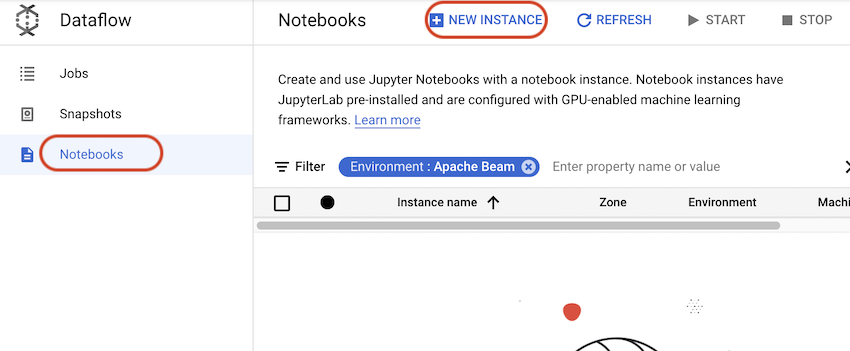 Dataflow
Jobs
Snapshots
Notebooks
Notebooks
NEW INSTANCE
REFRESH
START
STOP
Create and use Jupyter Notebooks with a notebook instance. Notebook instances have
JupyterLab pre-installed and are configured with GPU-enabled machine learning
frameworks. Learn more
Filter
Environment : Apache Beam
Enter property name or value
Instance name
Zone
Environment
Machi